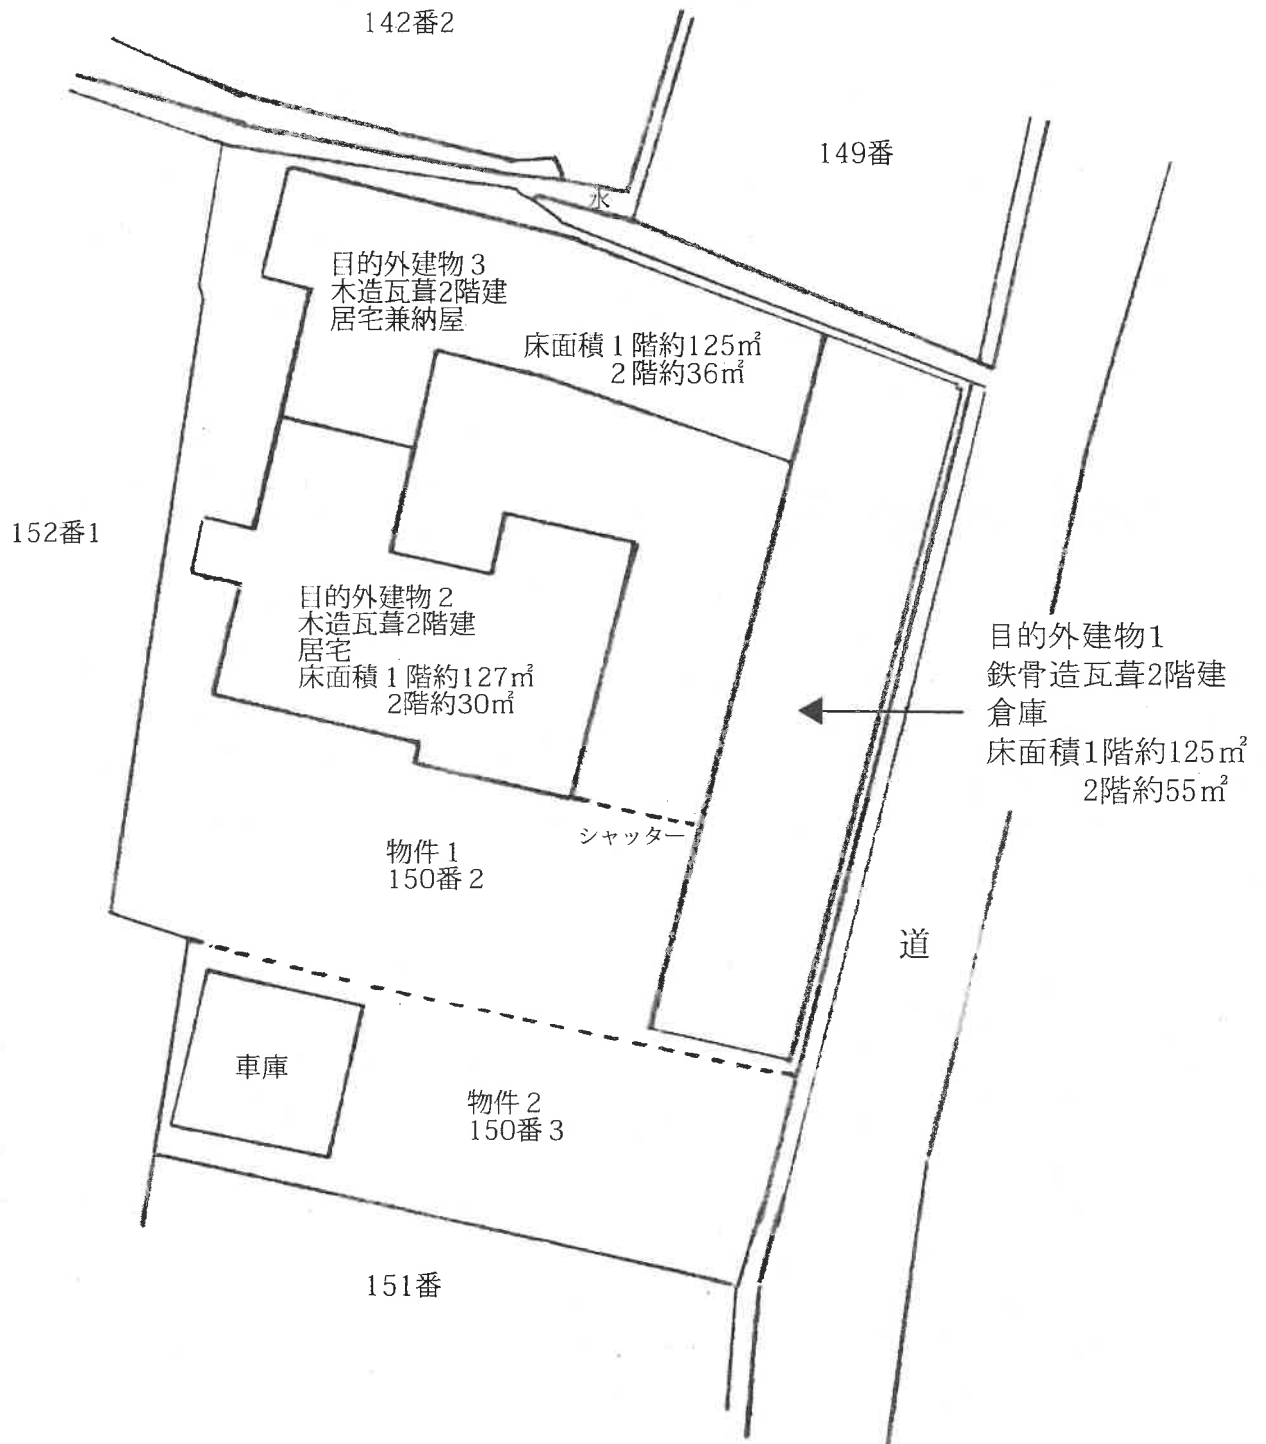 142番2
149番
水
目的外建物3
木造瓦葺2階建
居宅兼納屋
床面積1階約125㎡
2階約36㎡
152番1
目的外建物2
木造瓦葺2階建
居宅
床面積1階約127㎡
2階約30㎡
目的外建物1
鉄骨造瓦葺2階建
倉庫
床面積1階約125㎡
2階約55㎡
シャッター
物件1
150番2
道
車庫
物件2
150番3
151番